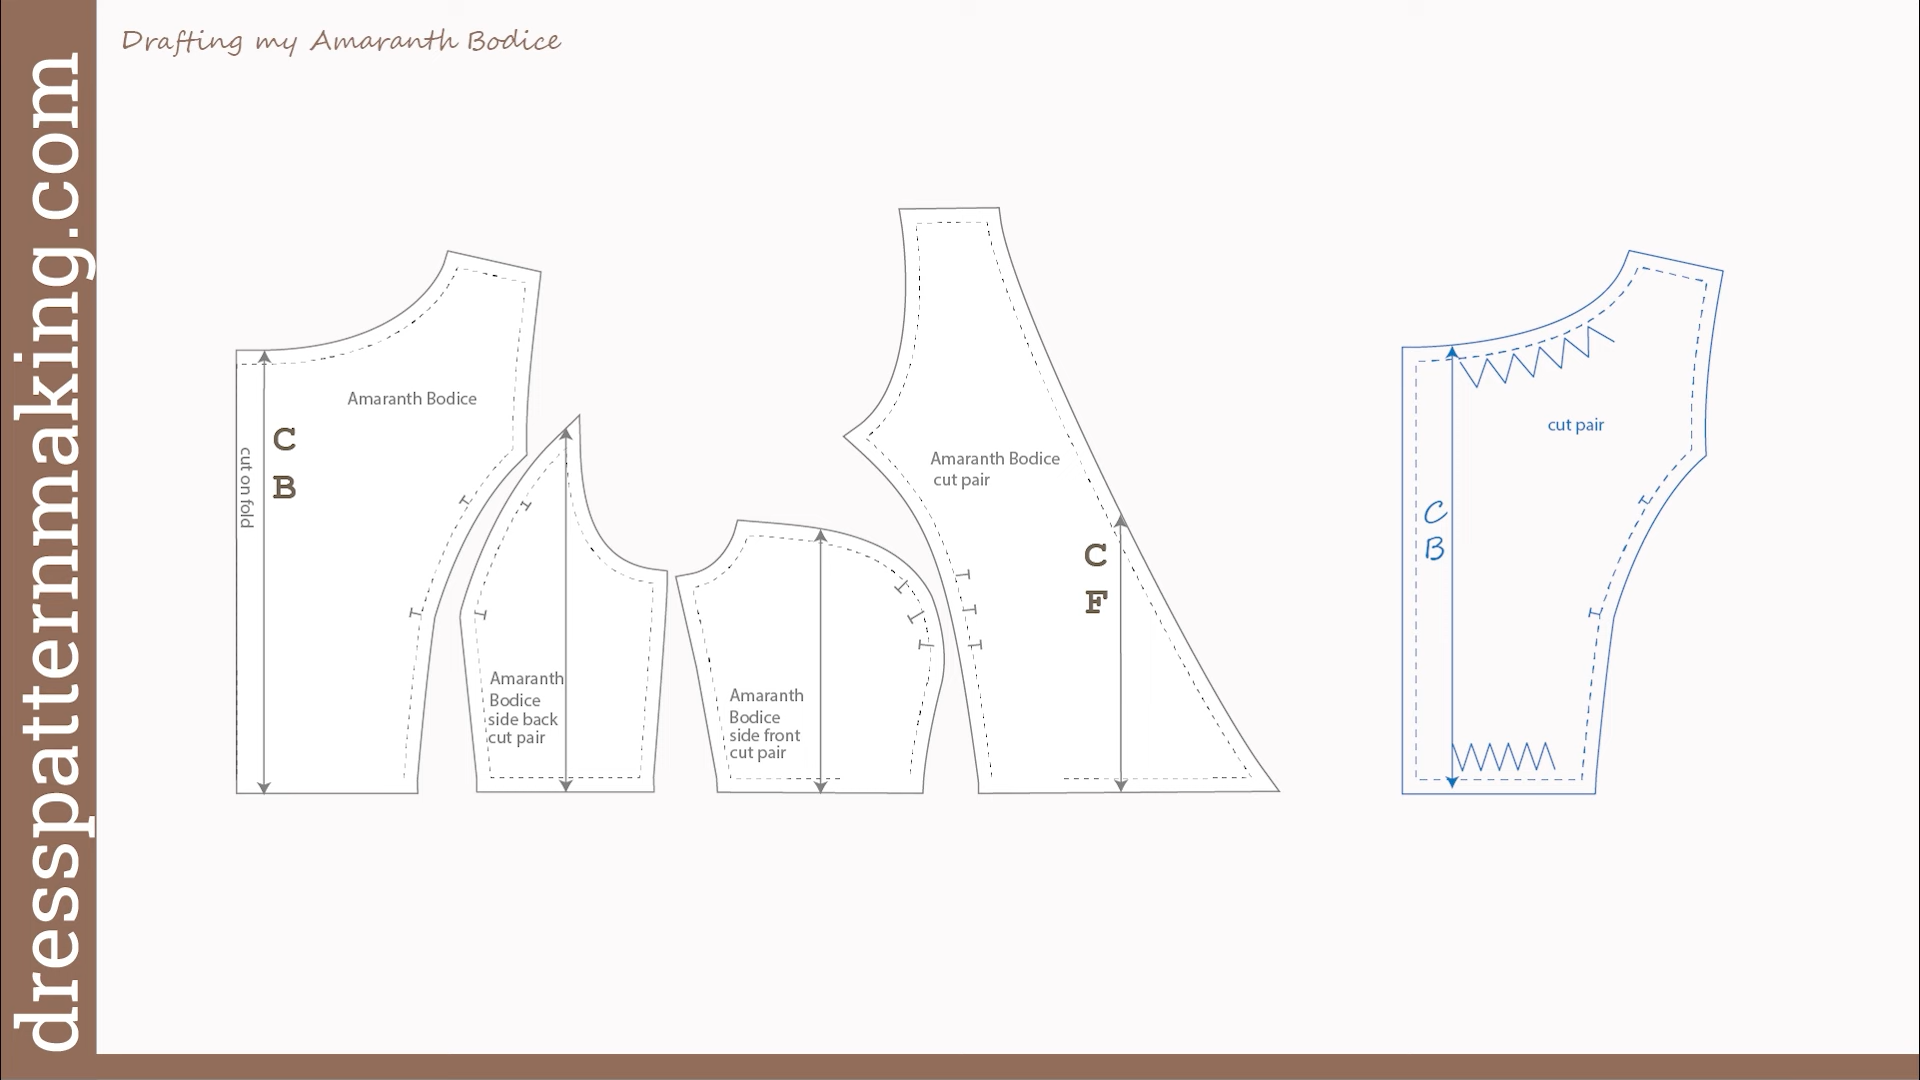 dresspatternmaking.com
Drafting my Amaranth Bodice
Amaranth Bodice
C
B
cut on fold
Amaranth
Bodice
side back
cut pair
Amaranth
Bodice
side front
cut pair
Amaranth Bodice
cut pair
C
F
cut pair
C
B